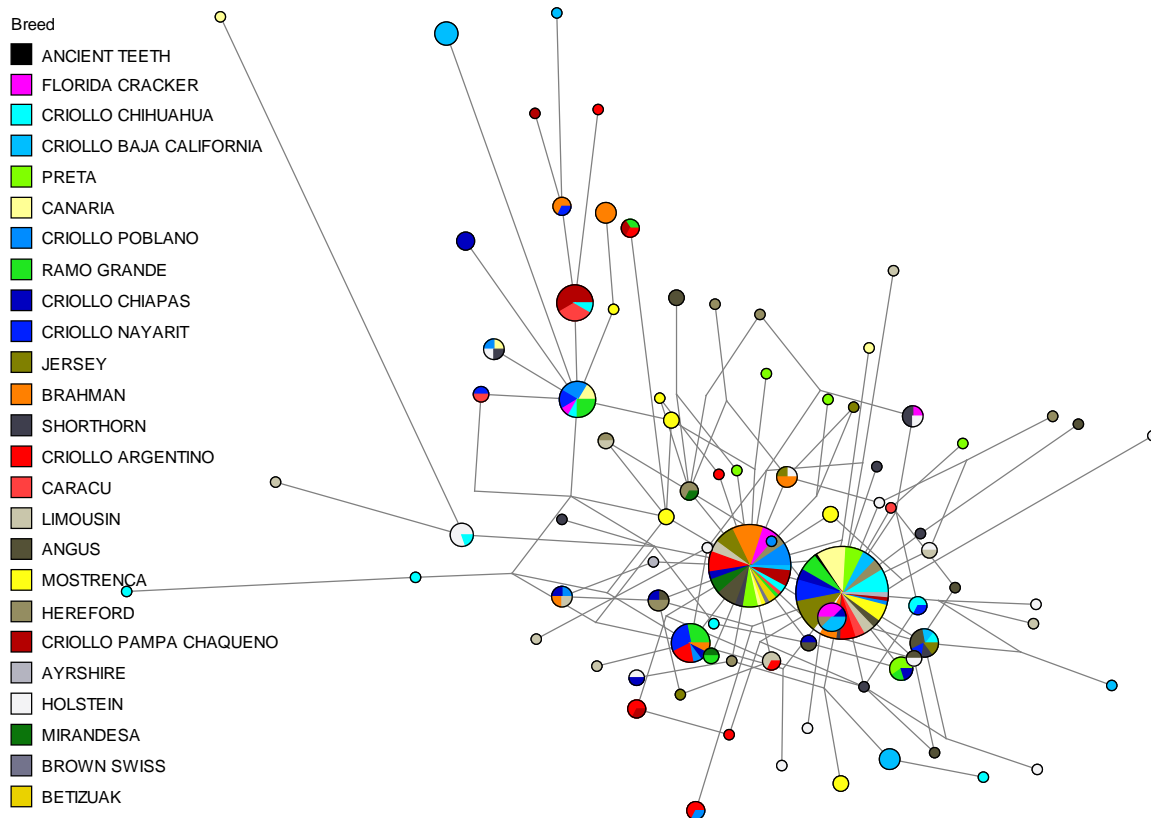 Breed
ANCIENT TEETH
FLORIDA CRACKER
CRIOLLO CHIHUAHUA
CRIOLLO BAJA CALIFORNIA
PRETA
CANARIA
CRIOLLO POBLANO
RAMO GRANDE
CRIOLLO CHIAPAS
CRIOLLO NAYARIT
JERSEY
BRAHMAN
SHORTHORN
CRIOLLO ARGENTINO
CARACU
LIMOUSIN
ANGUS
MOSTRENCA
HEREFORD
CRIOLLO PAMPA CHAQUENO
AYRSHIRE
HOLSTEIN
MIRANDESA
BROWN SWISS
BETIZUAK